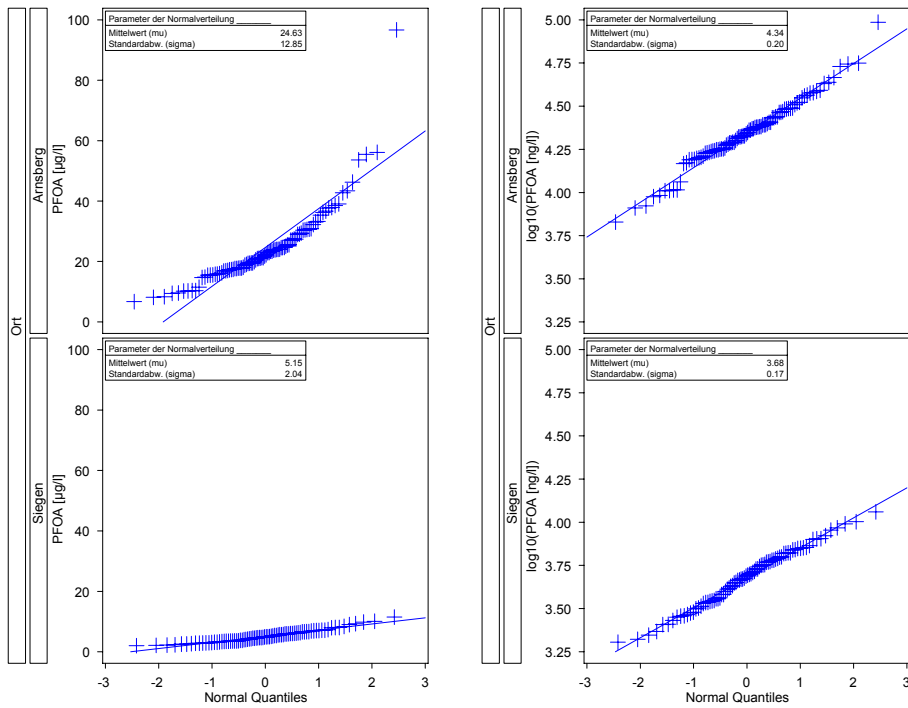 Ort
Arnsberg
PFOA [µg/l]
100
80
60
40
20
0
Parameter der Normalverteilung
Mittelwert (mu) 24.63
Standardabw. (sigma) 12.85
Siegen
PFOA [µg/l]
100
80
60
40
20
0
Parameter der Normalverteilung
Mittelwert (mu) 5.15
Standardabw. (sigma) 2.04
-3 -2 -1 0 1 2 3
Normal Quantiles
Ort
Arnsberg
log10(PFOA [ng/l])
5.00
4.75
4.50
4.25
4.00
3.75
3.50
3.25
Parameter der Normalverteilung
Mittelwert (mu) 4.34
Standardabw. (sigma) 0.20
Siegen
log10(PFOA [ng/l])
5.00
4.75
4.50
4.25
4.00
3.75
3.50
3.25
Parameter der Normalverteilung
Mittelwert (mu) 3.68
Standardabw. (sigma) 0.17
-3 -2 -1 0 1 2 3
Normal Quantiles